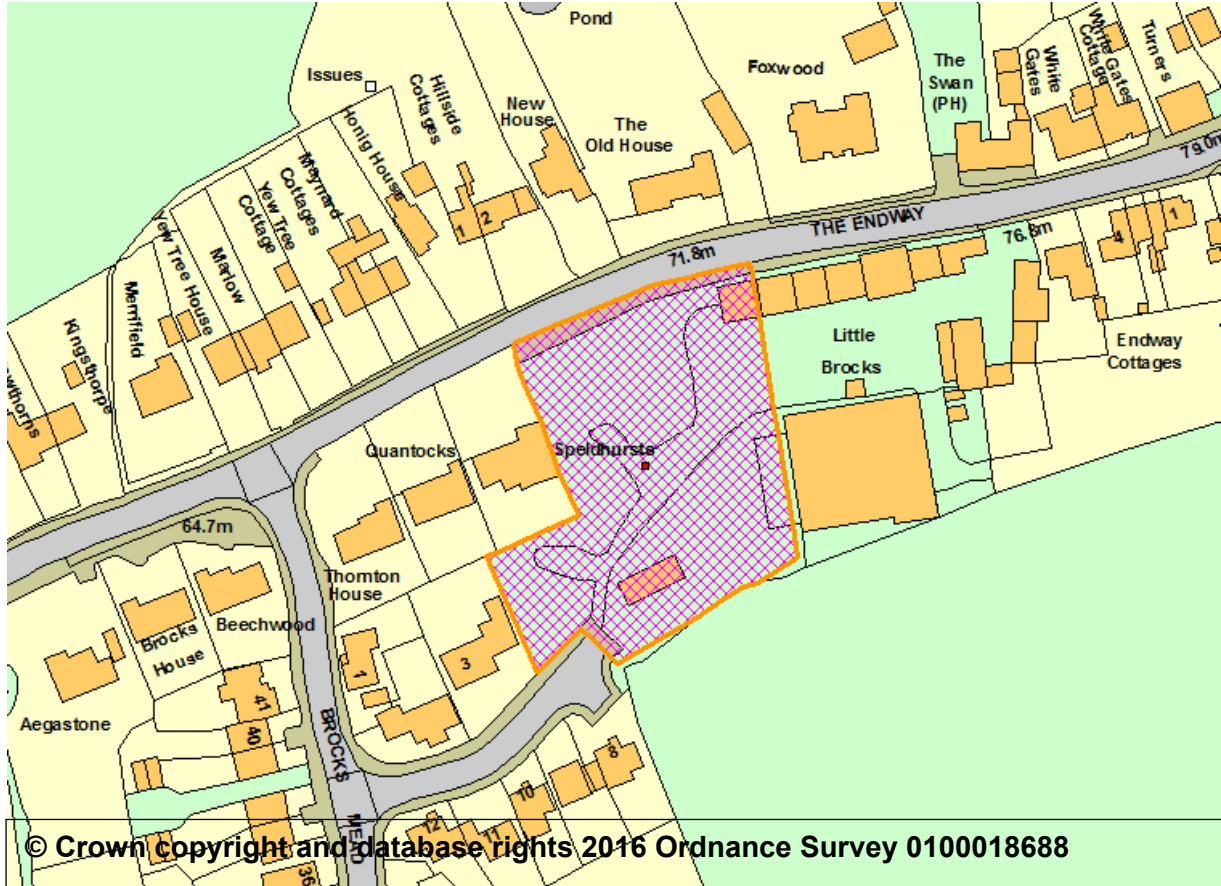 Pond
Issues
Hillside
Cottages
Honig House
New
House
The
Old House
Foxwood
The
Swan
(PH)
White
Gates
White Gates
Cottage
Turners
79.0m
Maynard
Cottages
Yew Tree
Cottage
Yew Tree House
Marlow
Merrifield
Kingsthorpe
1
2
THE ENDWAY
71.8m
76.8m
4
1
Little
Brocks
Endway
Cottages
Quantocks
Speldhursts
64.7m
Thornton
House
Brocks
House
Beechwood
Aegastone
1
3
41
40
BROCKS
MEAD
8
10
11
12
36
© Crown copyright and database rights 2016 Ordnance Survey 0100018688